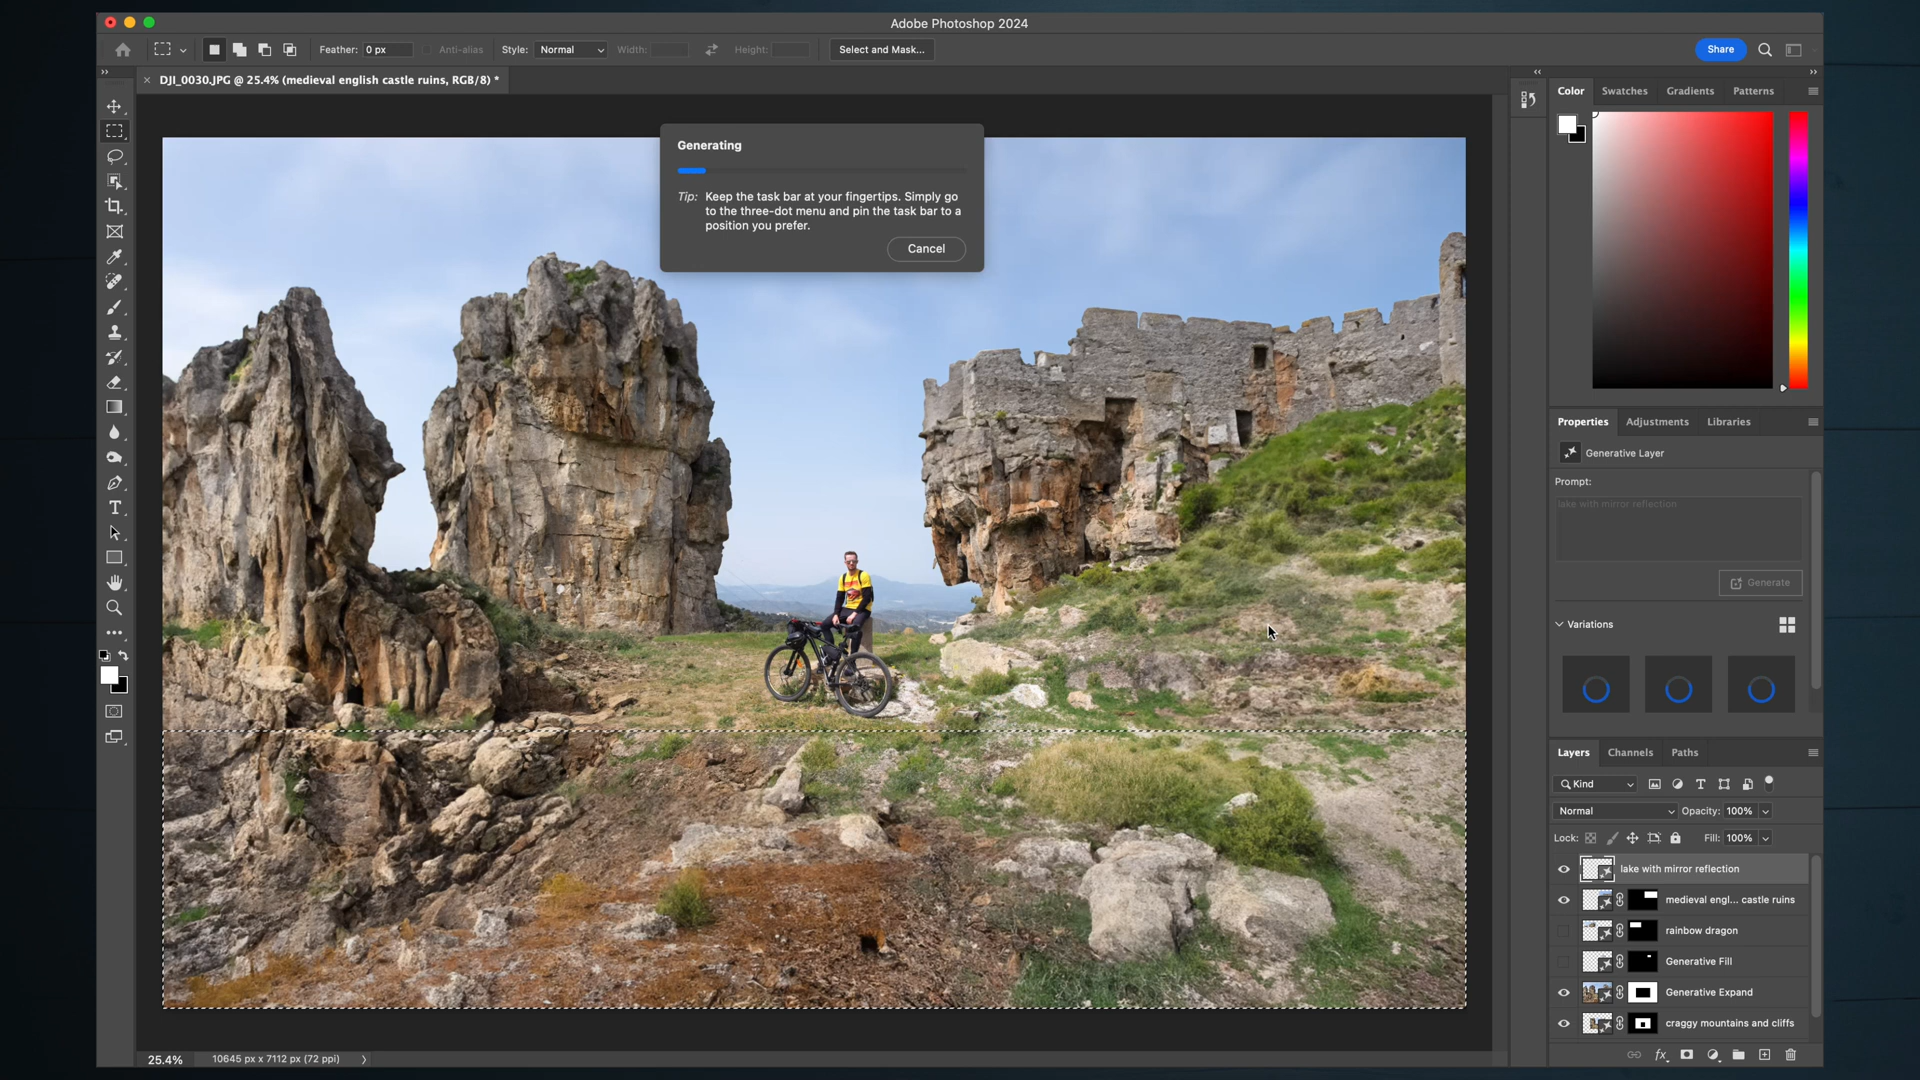 Adobe Photoshop 2024
Feather: 0 px
Anti-alias
Style: Normal
Width:
Height:
Select and Mask...
Share
DJI_0030.JPG @ 25.4% (medieval english castle ruins, RGB/8) *
Generating
Tip: Keep the task bar at your fingertips. Simply go
to the three-dot menu and pin the task bar to a
position you prefer.
Cancel
Color Swatches Gradients Patterns
Properties Adjustments Libraries
Generative Layer
Prompt:
lake with mirror reflection
Generate
Variations
Layers Channels Paths
Kind
Normal Opacity: 100%
Lock: Fill: 100%
lake with mirror reflection
medieval engl... castle ruins
rainbow dragon
Generative Fill
Generative Expand
craggy mountains and cliffs
fx
25.4% 10645 px x 7112 px (72 ppi)